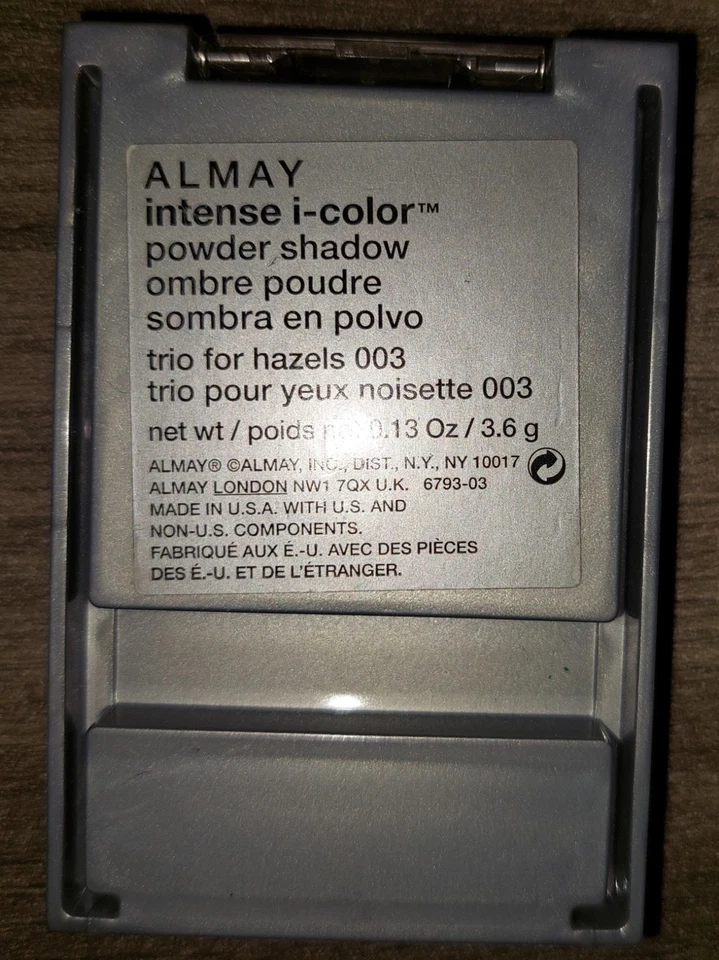 ALMAY
intense i-color™
powder shadow
ombre poudre
sombra en polvo
trio for hazels 003
trio pour yeux noisette 003
net wt / poids 0.13 Oz / 3.6 g
ALMAY® ©ALMAY, INC., DIST., N.Y., NY 10017
ALMAY LONDON NW1 7QX U.K. 6793-03
MADE IN U.S.A. WITH U.S. AND
NON-U.S. COMPONENTS.
FABRIQUÉ AUX É.-U. AVEC DES PIÈCES
DES É.-U. ET DE L'ÉTRANGER.